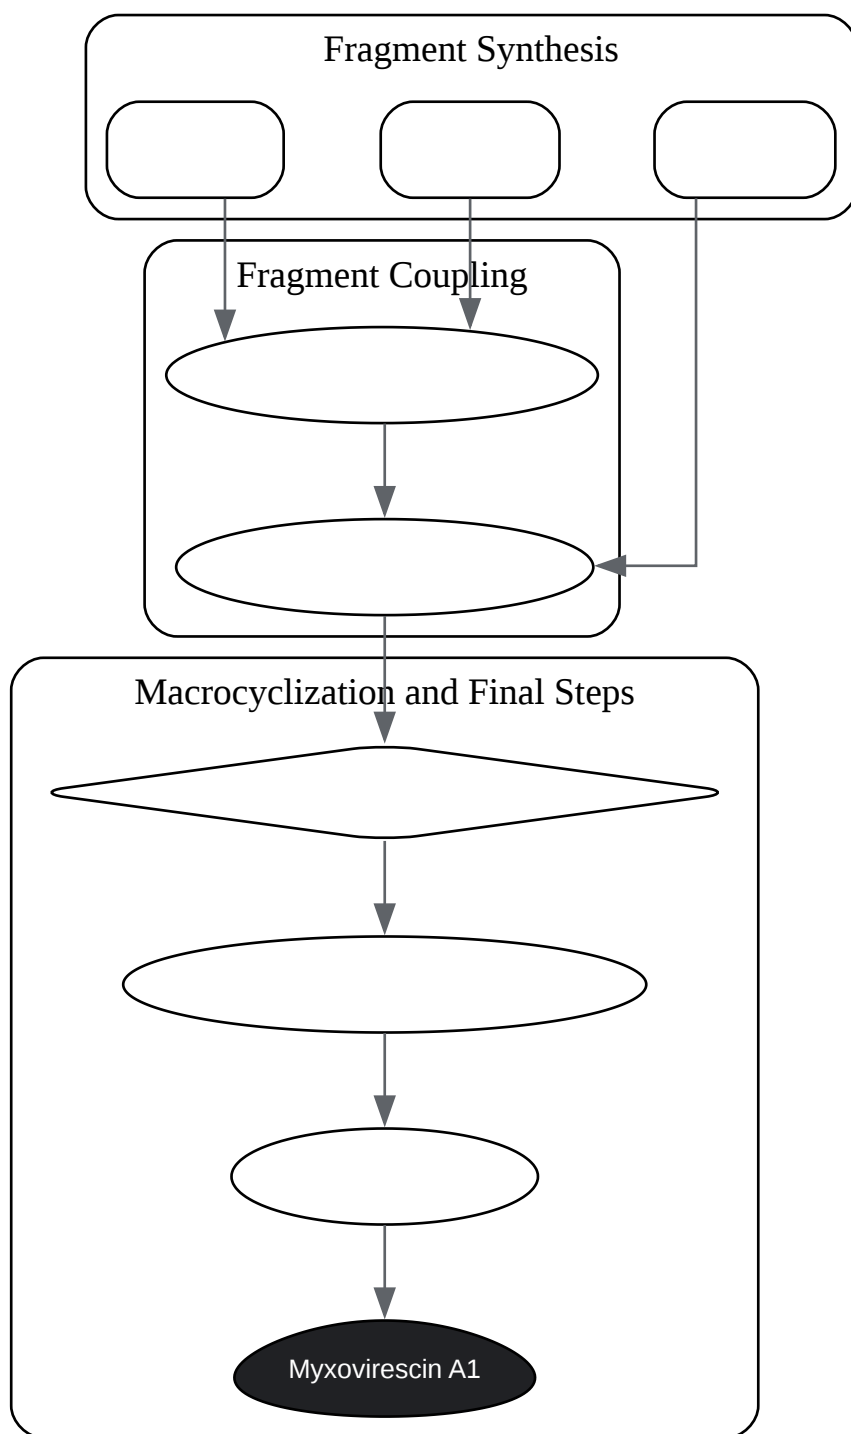 Fragment Synthesis
Fragment Coupling
Macrocyclization and Final Steps
Myxovirescin A1